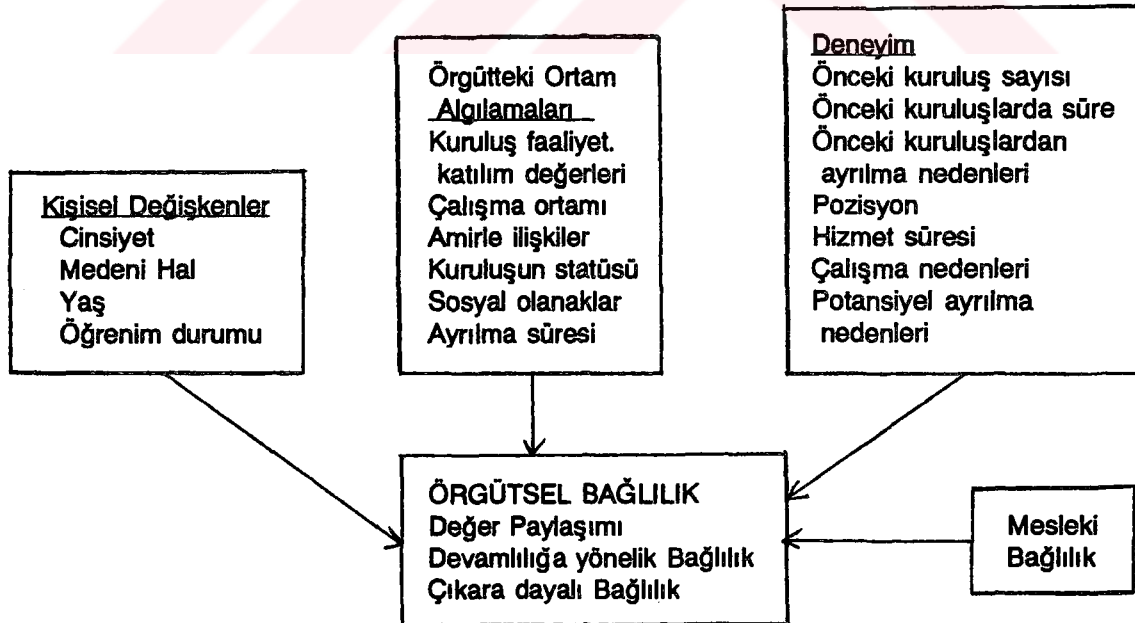 Kişisel Değişkenler
Cinsiyet
Medeni Hal
Yaş
Öğrenim durumu
Örgütteki Ortam
Algılamaları
Kuruluş faaliyet.
katılım değerleri
Çalışma ortamı
Amirle ilişkiler
Kuruluşun statüsü
Sosyal olanaklar
Ayrılma süresi
Deneyim
Önceki kuruluş sayısı
Önceki kuruluşlarda süre
Önceki kuruluşlardan
ayrılma nedenleri
Pozisyon
Hizmet süresi
Çalışma nedenleri
Potansiyel ayrılma
nedenleri
ÖRGÜTSEL BAĞLILIK
Değer Paylaşımı
Devamlılığa yönelik Bağlılık
Çıkara dayalı Bağlılık
Mesleki
Bağlılık